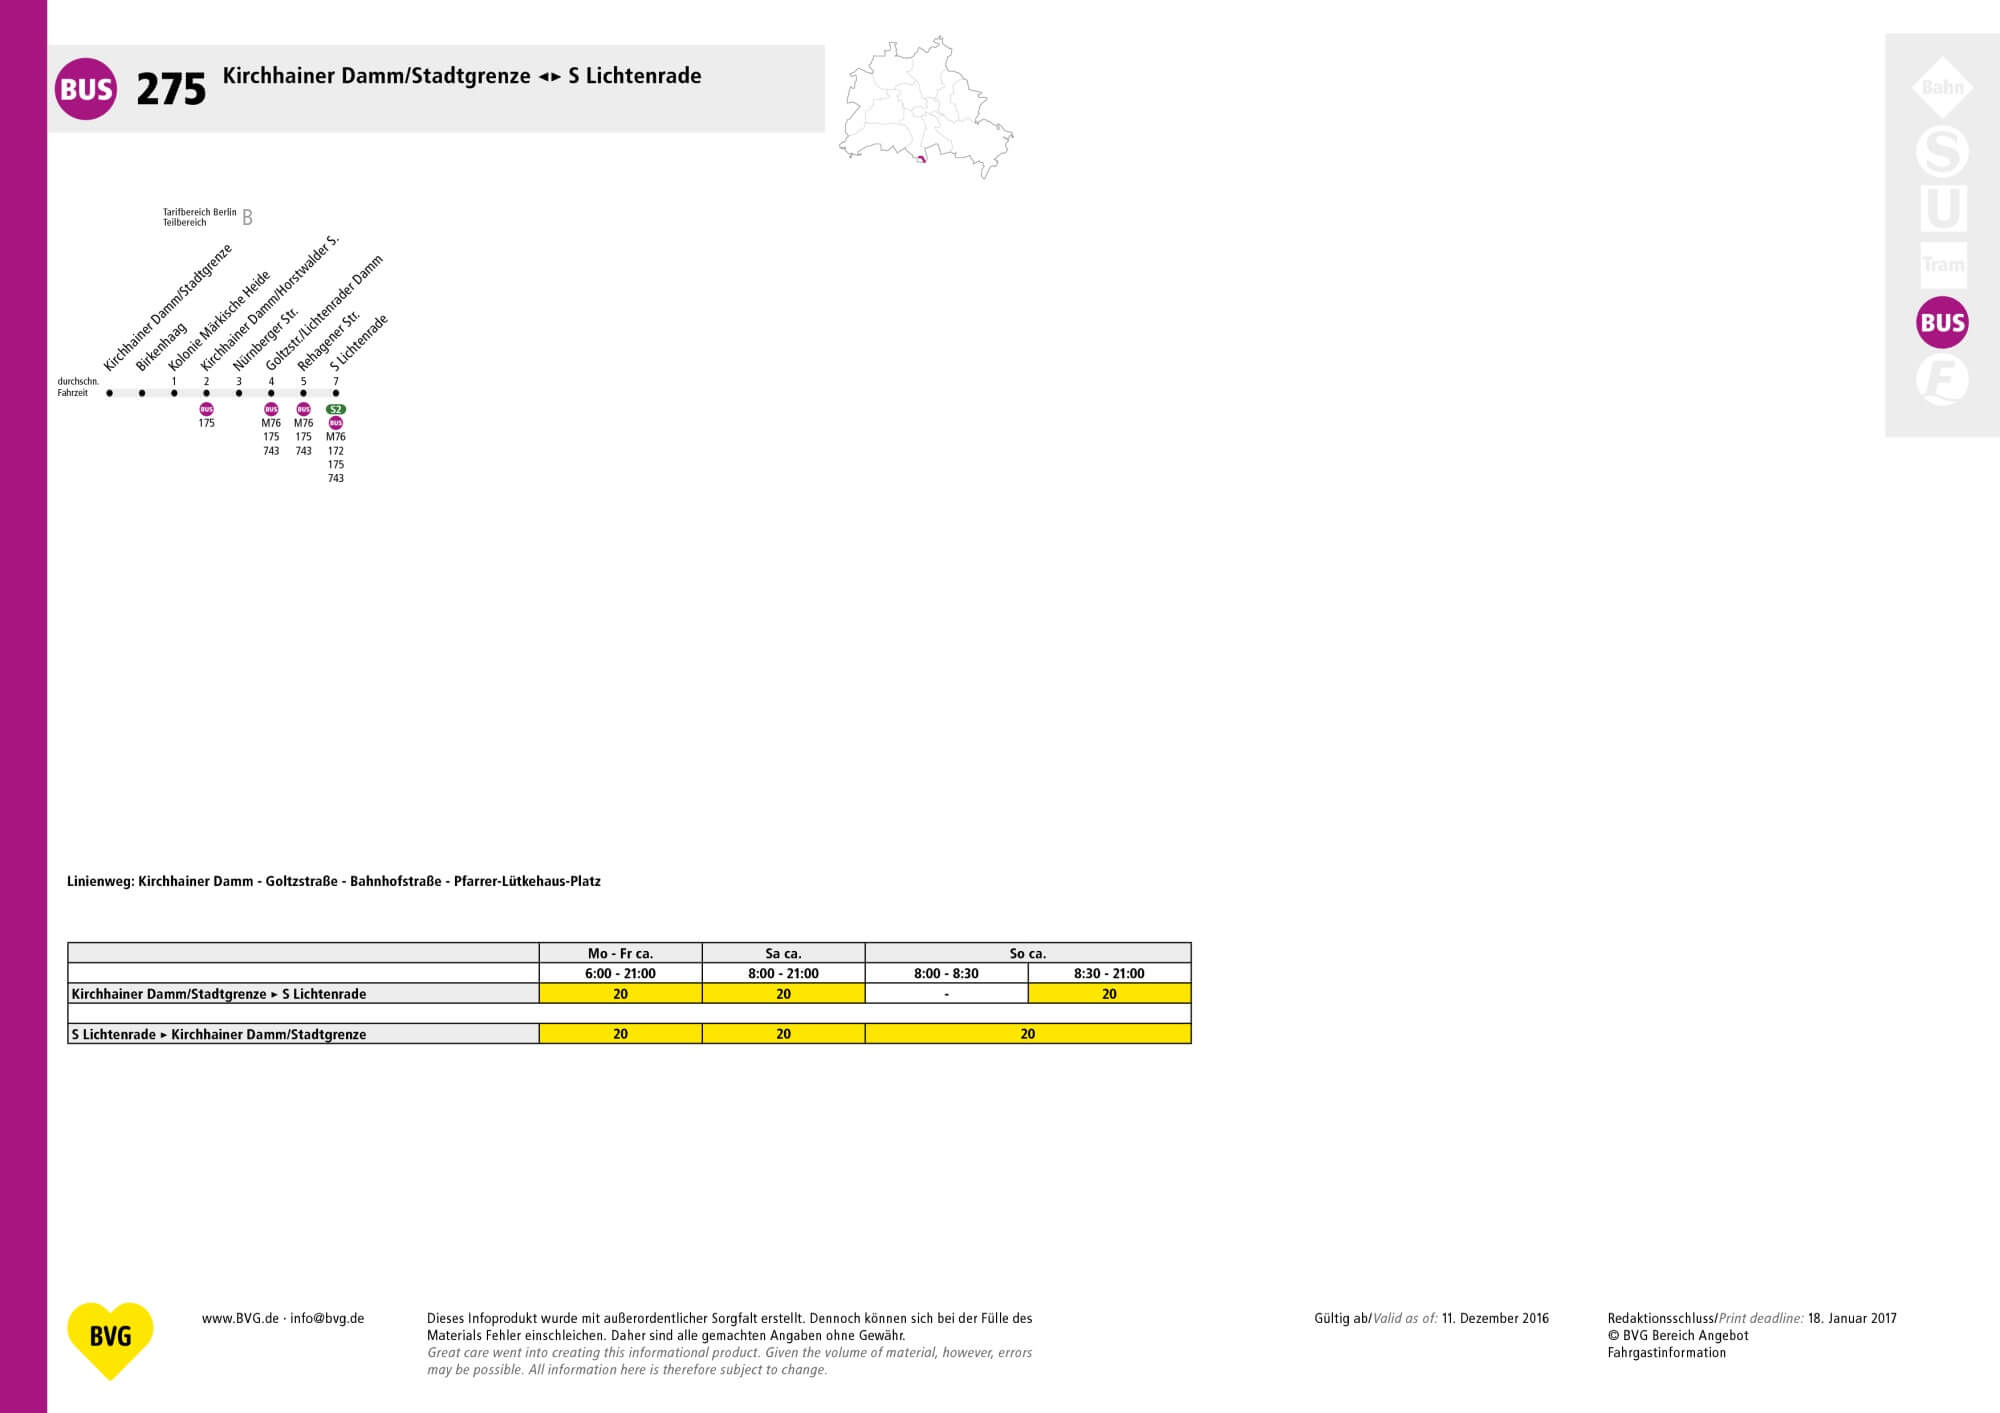 BUS 275 Kirchhainer Damm/Stadtgrenze ◄► S Lichtenrade
Bahn
S
U
Tram
BUS
F
Tarifbereich Berlin B
Teilbereich
Kirchhainer Damm/Stadtgrenze
Birkenhaag
Kolonie Märkische Heide
Kirchhainer Damm/Horstwalder S.
Nürnberger Str.
Goltzstr./Lichtenrader Damm
Rehagener Str.
S Lichtenrade
durchschn. 1 2 3 4 5 7
Fahrzeit
BUS BUS BUS S2
175 M76 M76 BUS
175 175 M76
743 743 172
175
743
Linienweg: Kirchhainer Damm - Goltzstraße - Bahnhofstraße - Pfarrer-Lütkehaus-Platz
Mo - Fr ca. Sa ca. So ca.
6:00 - 21:00 8:00 - 21:00 8:00 - 8:30 8:30 - 21:00
Kirchhainer Damm/Stadtgrenze ► S Lichtenrade 20 20 - 20
S Lichtenrade ► Kirchhainer Damm/Stadtgrenze 20 20 20
BVG
www.BVG.de · info@bvg.de
Dieses Infoprodukt wurde mit außerordentlicher Sorgfalt erstellt. Dennoch können sich bei der Fülle des
Materials Fehler einschleichen. Daher sind alle gemachten Angaben ohne Gewähr.
Great care went into creating this informational product. Given the volume of material, however, errors
may be possible. All information here is therefore subject to change.
Gültig ab/Valid as of: 11. Dezember 2016
Redaktionsschluss/Print deadline: 18. Januar 2017
© BVG Bereich Angebot
Fahrgastinformation